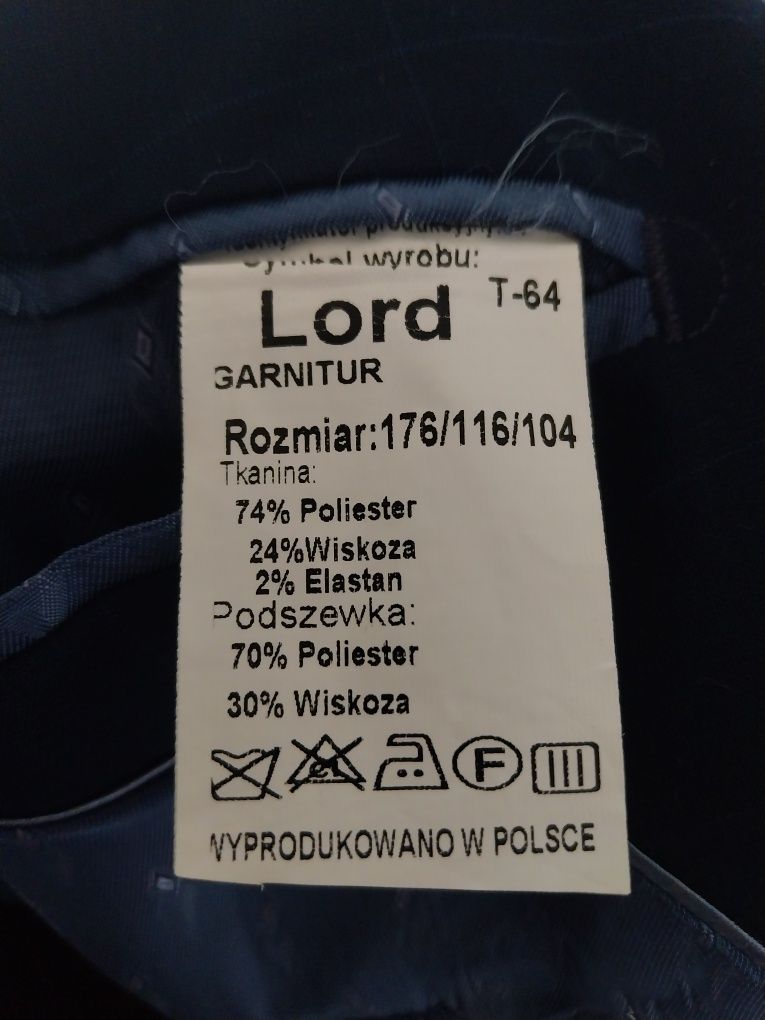 wyrobu:
Lord T-64
GARNITUR
Rozmiar:176/116/104
Tkanina:
74% Poliester
24%Wiskoza
2% Elastan
Podszewka:
70% Poliester
30% Wiskoza
CL F
WYPRODUKOWANO W POLSCE